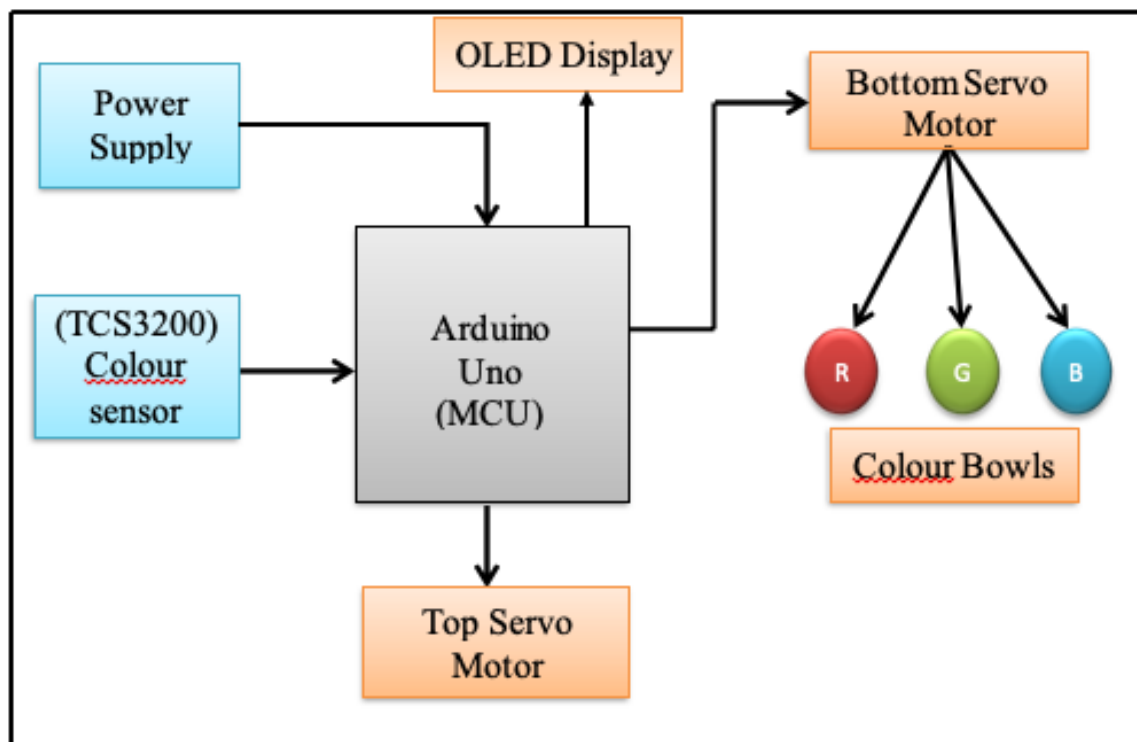 OLED Display
Power
Supply
Bottom Servo
Motor
(TCS3200)
Colour
sensor
Arduino
Uno
(MCU)
R
G
B
Colour Bowls
Top Servo
Motor